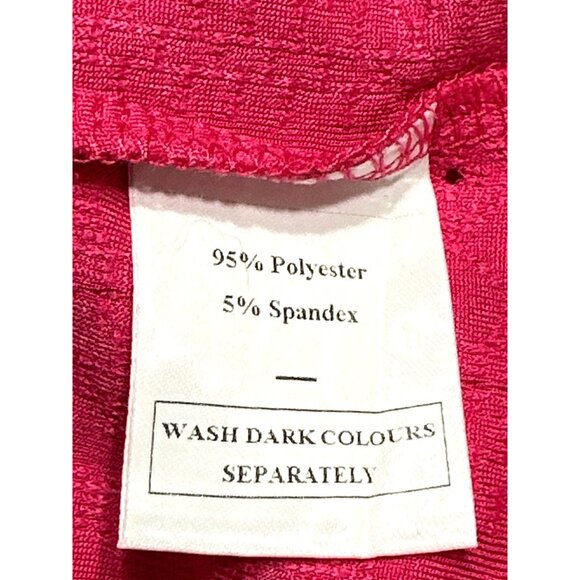 95% Polyester
5% Spandex
WASH DARK COLOURS
SEPARATELY